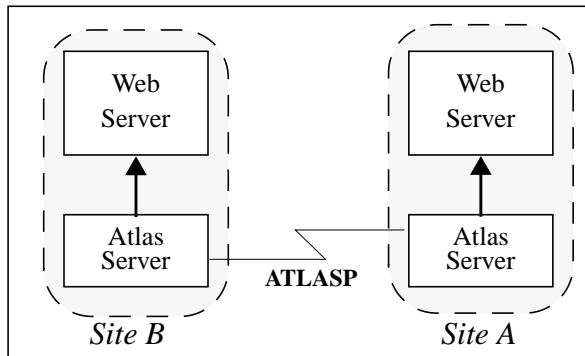 Web
Server
Web
Server
Atlas
Server
Atlas
Server
ATLASP
Site B
Site A